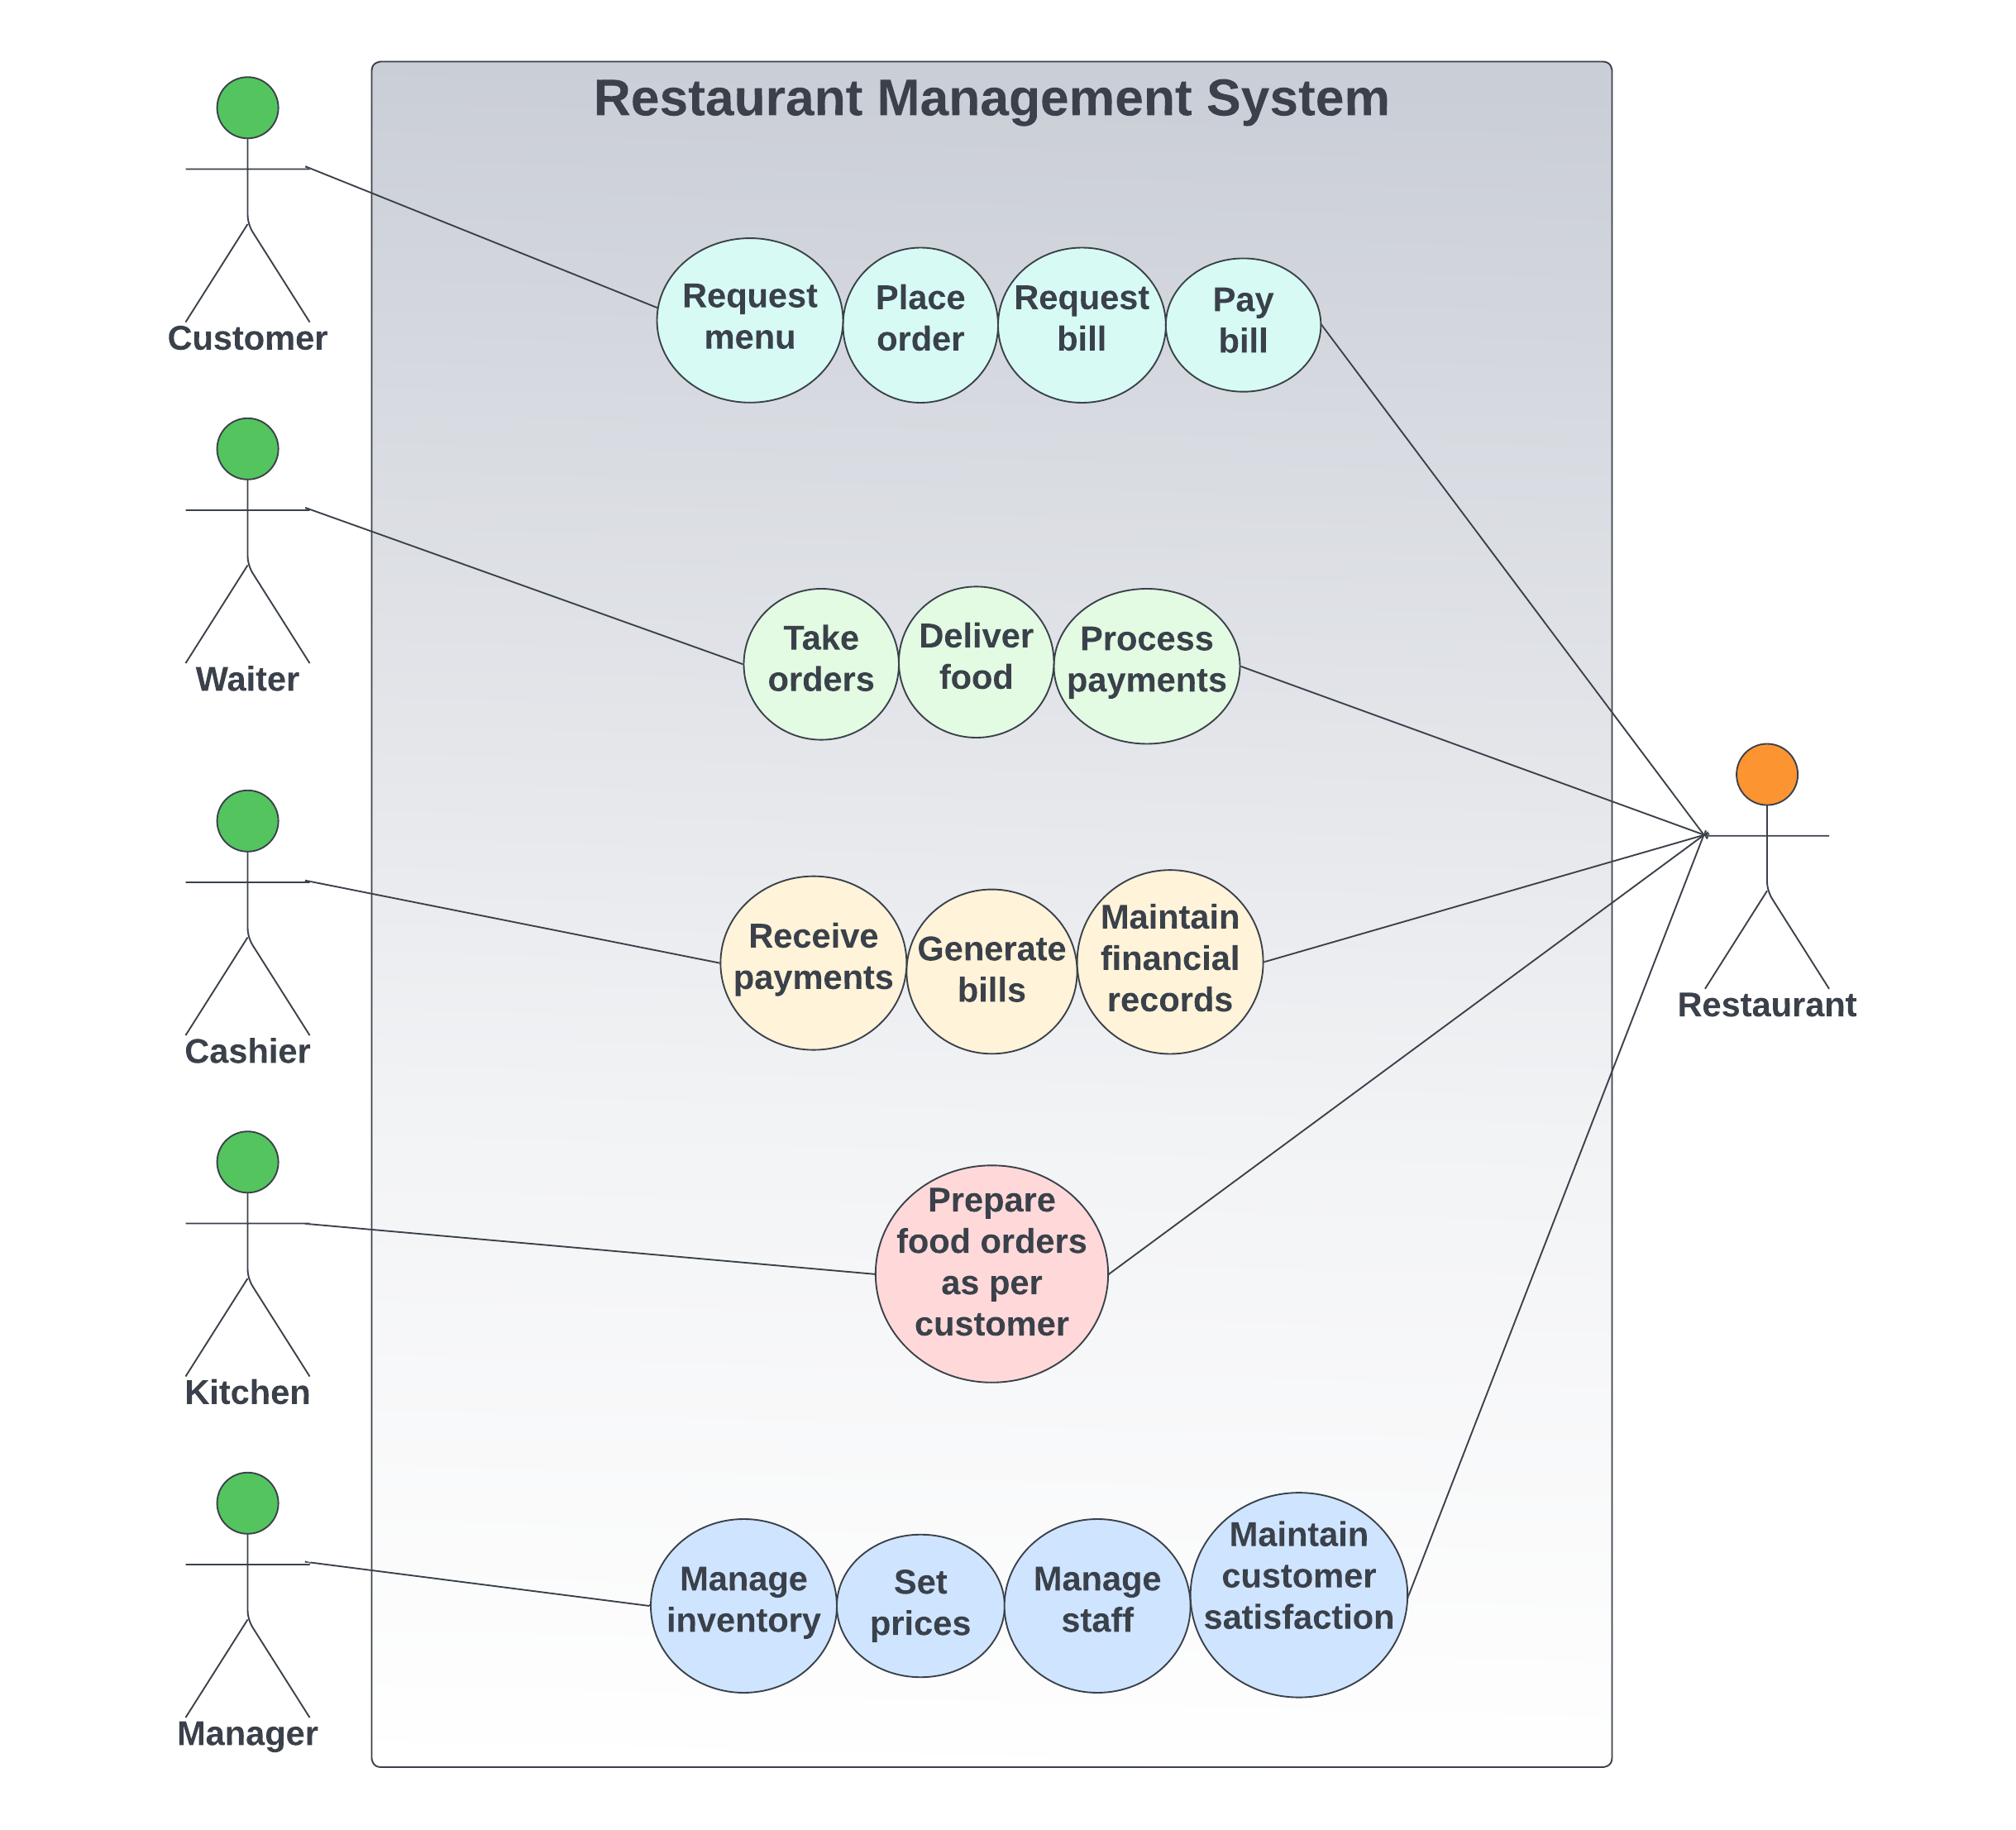 Restaurant Management System
Customer
Request
menu
Place
order
Request
bill
Pay
bill
Waiter
Take
orders
Deliver
food
Process
payments
Cashier
Receive
payments
Generate
bills
Maintain
financial
records
Restaurant
Kitchen
Prepare
food orders
as per
customer
Manager
Manage
inventory
Set
prices
Manage
staff
Maintain
customer
satisfaction